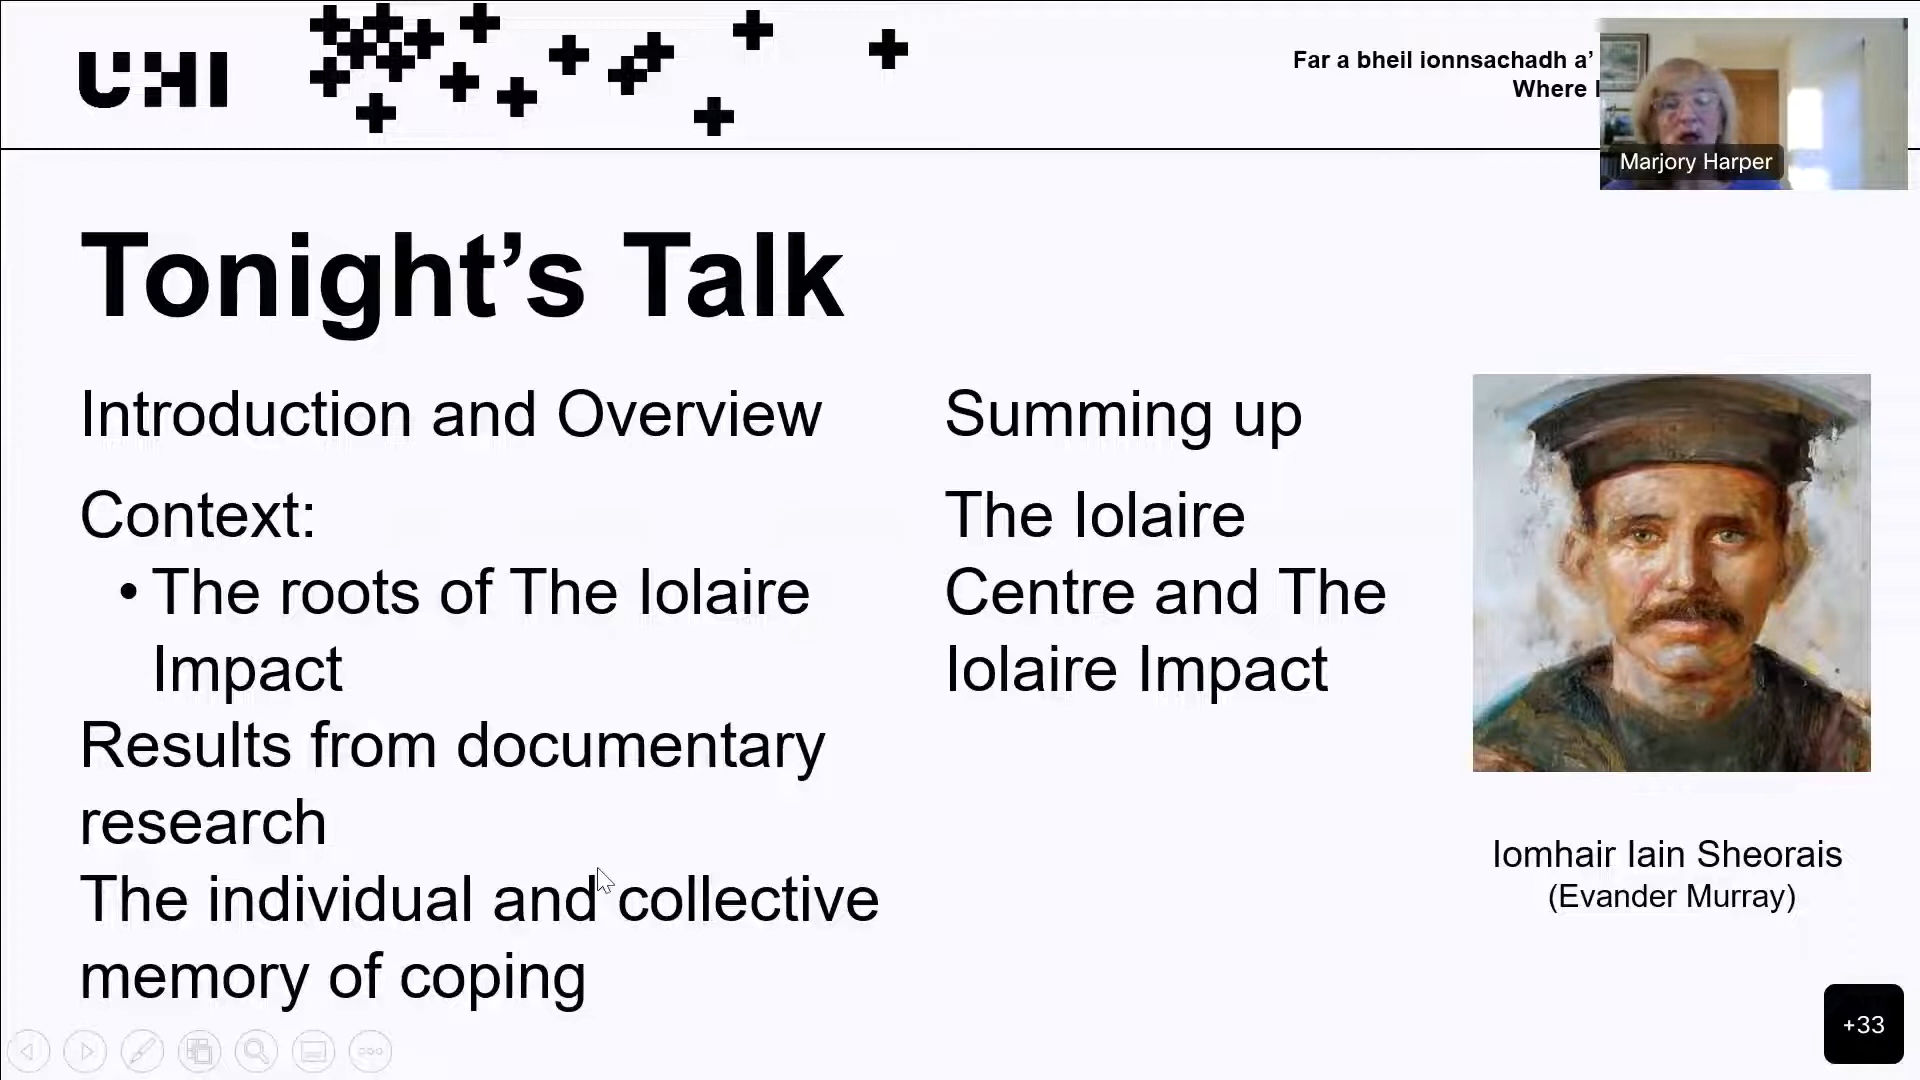 UHI
Far a bheil ionnsachadh a’
Where
Marjory Harper
Tonight’s Talk
Introduction and Overview
Context:
• The roots of The Iolaire
Impact
Results from documentary
research
The individual and collective
memory of coping
Summing up
The Iolaire
Centre and The
Iolaire Impact
Iomhair Iain Sheorais
(Evander Murray)
+33